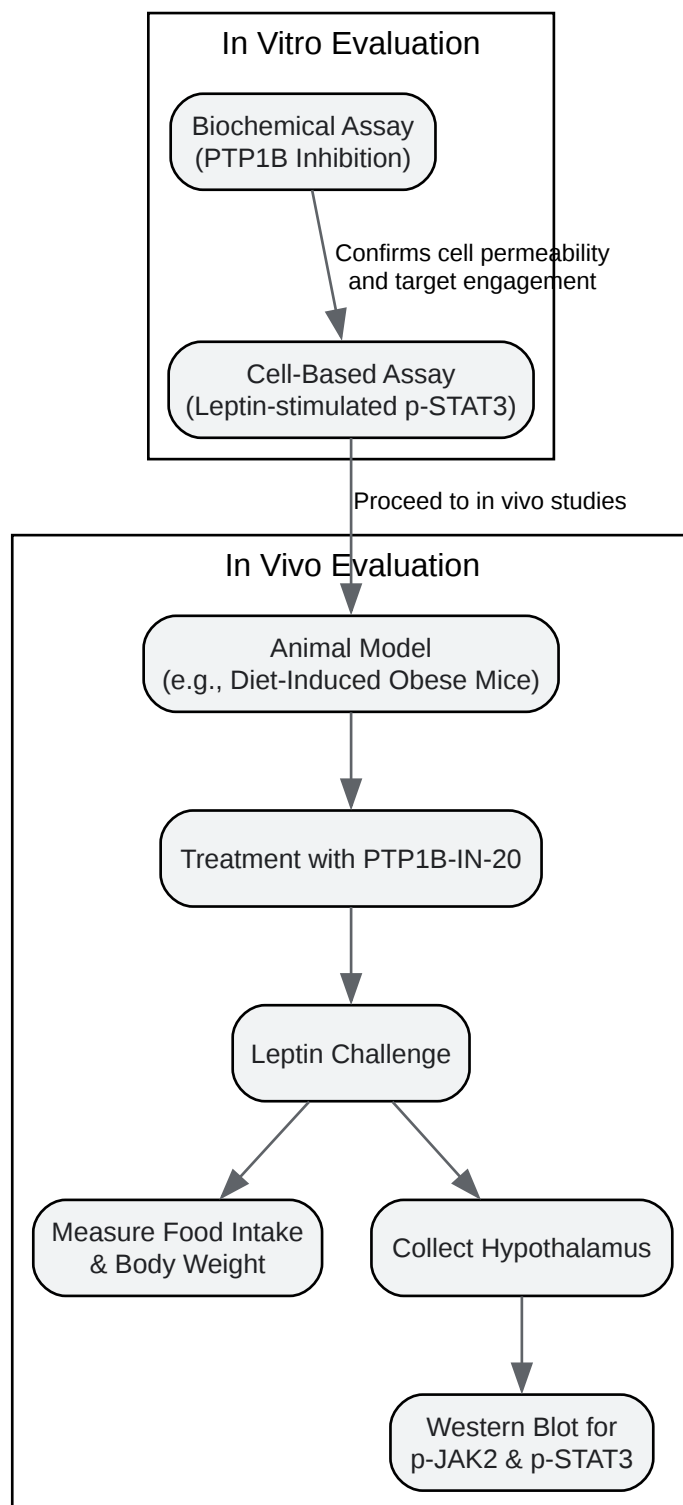 In Vitro Evaluation
Biochemical Assay
(PTP1B Inhibition)
Confirms cell permeability
and target engagement
Cell-Based Assay
(Leptin-stimulated p-STAT3)
Proceed to in vivo studies
In Vivo Evaluation
Animal Model
(e.g., Diet-Induced Obese Mice)
Treatment with PTP1B-IN-20
Leptin Challenge
Measure Food Intake
& Body Weight
Collect Hypothalamus
Western Blot for
p-JAK2 & p-STAT3